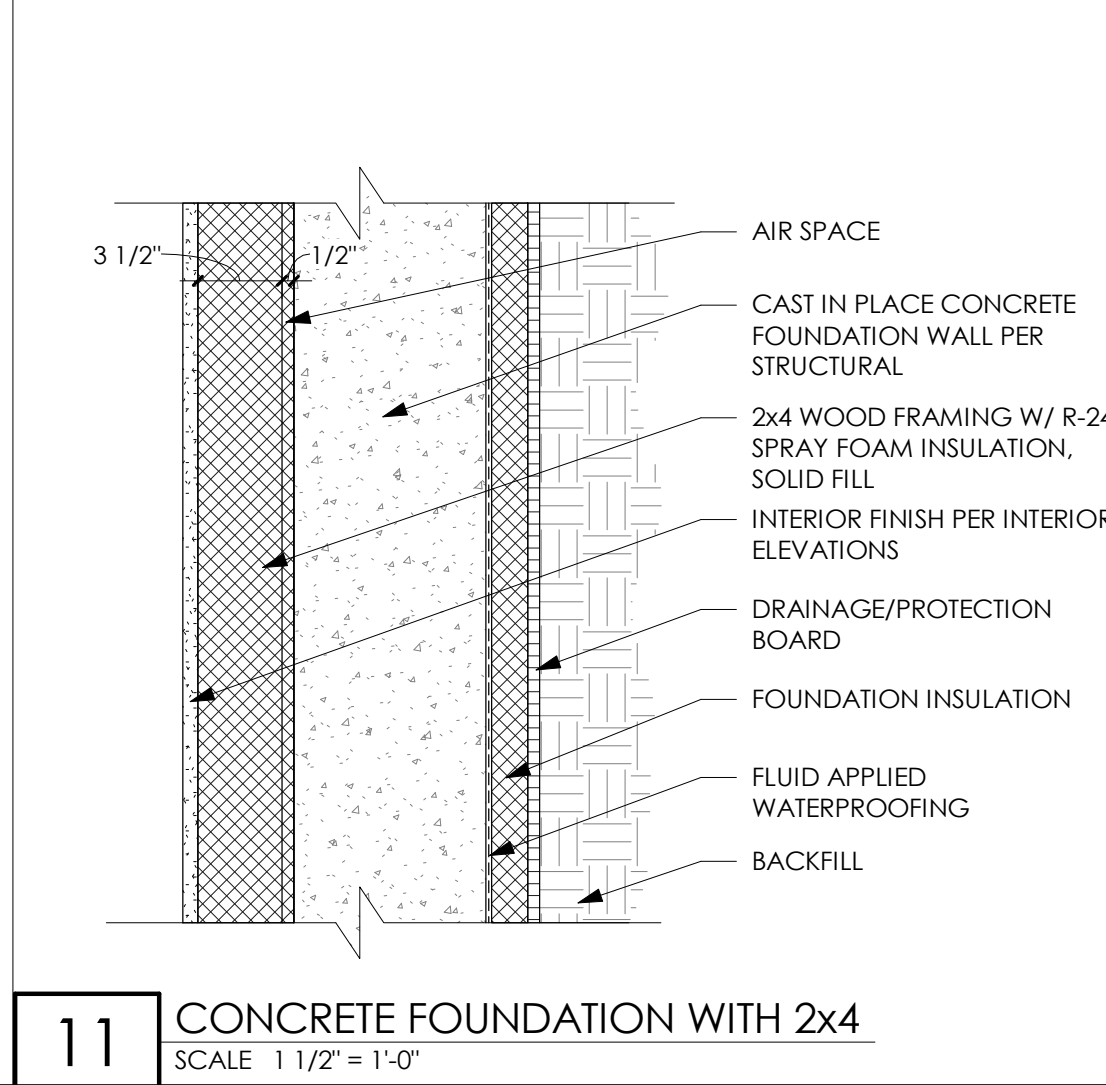 3 1/2"
1/2"
AIR SPACE
CAST IN PLACE CONCRETE
FOUNDATION WALL PER
STRUCTURAL
2x4 WOOD FRAMING W/ R-24
SPRAY FOAM INSULATION,
SOLID FILL
INTERIOR FINISH PER INTERIOR
ELEVATIONS
DRAINAGE/PROTECTION
BOARD
FOUNDATION INSULATION
FLUID APPLIED
WATERPROOFING
BACKFILL
11
CONCRETE FOUNDATION WITH 2x4
SCALE 1 1/2" = 1'-0"